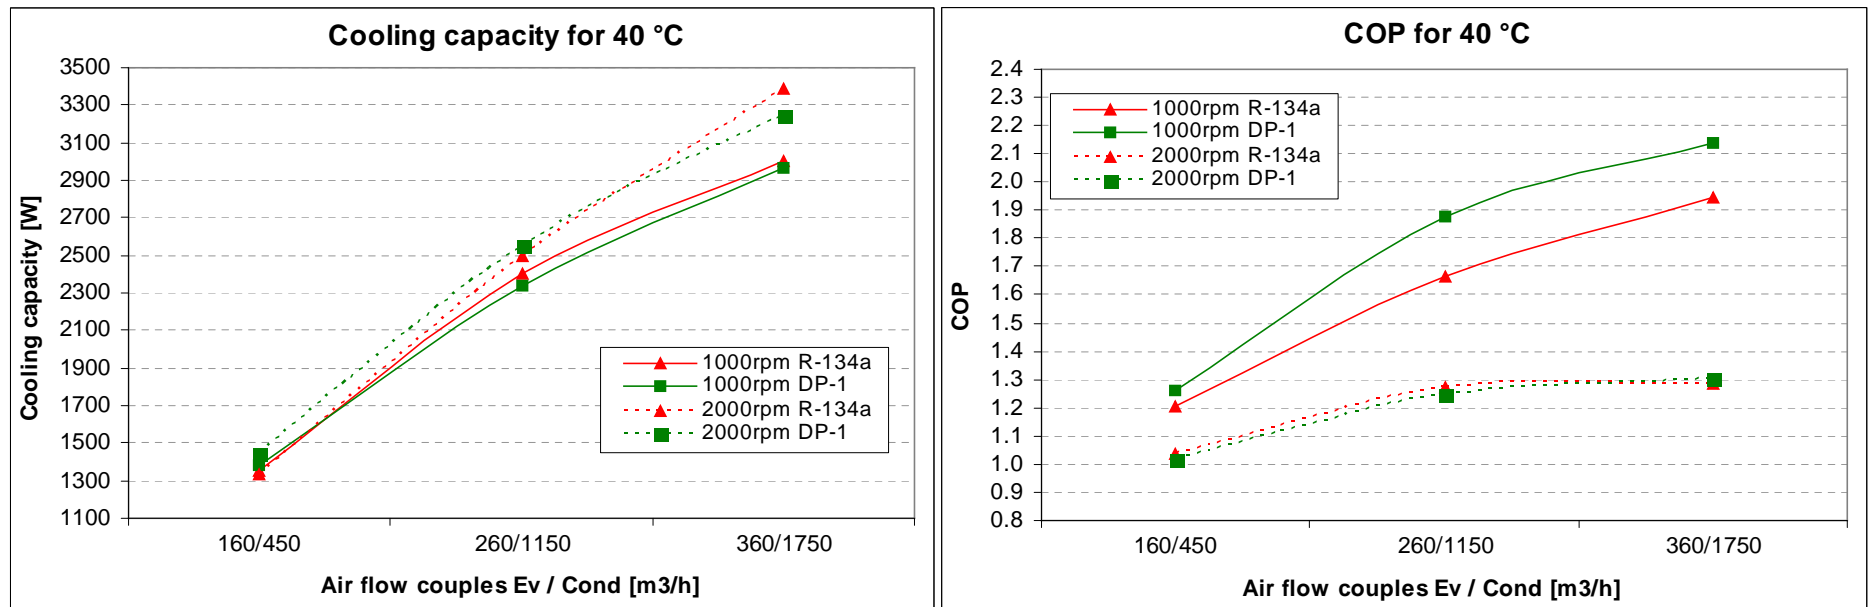 Cooling capacity for 40 °C
Cooling capacity [W]
3500
3300
3100
2900
2700
2500
2300
2100
1900
1700
1500
1300
1100
1000rpm R-134a
1000rpm DP-1
2000rpm R-134a
2000rpm DP-1
160/450 260/1150 360/1750
Air flow couples Ev / Cond [m3/h]
COP for 40 °C
COP
2.4
2.3
2.2
2.1
2.0
1.9
1.8
1.7
1.6
1.5
1.4
1.3
1.2
1.1
1.0
0.9
0.8
1000rpm R-134a
1000rpm DP-1
2000rpm R-134a
2000rpm DP-1
160/450 260/1150 360/1750
Air flow couples Ev / Cond [m3/h]